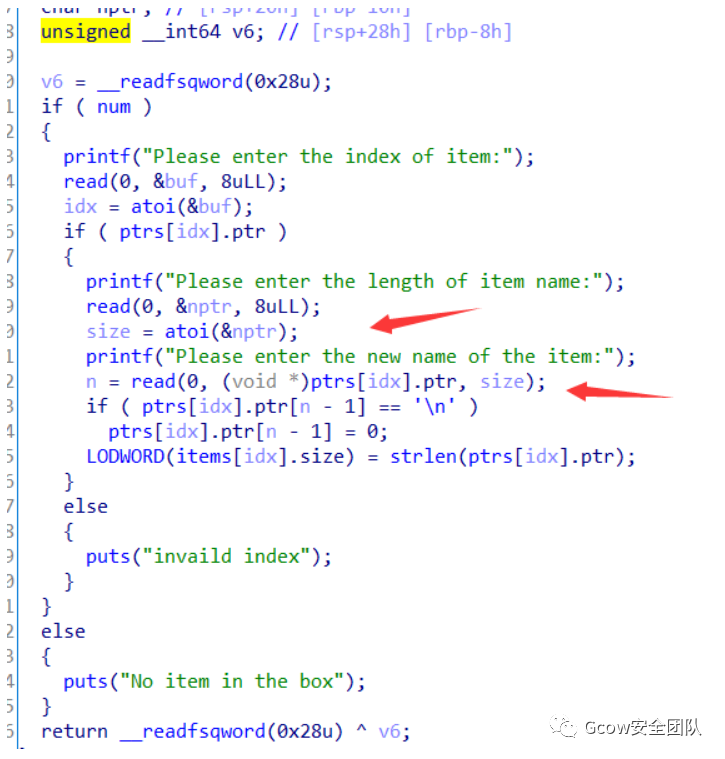 char nptr; // [rsp+20h] [rbp-10h]
8 unsigned __int64 v6; // [rsp+28h] [rbp-8h]
9
0 v6 = __readfsqword(0x28u);
1 if ( num )
2 {
3 printf("Please enter the index of item:");
4 read(0, &buf, 8uLL);
5 idx = atoi(&buf);
6 if ( ptrs[idx].ptr )
7 {
8 printf("Please enter the length of item name:");
9 read(0, &nptr, 8uLL);
0 size = atoi(&nptr);
1 printf("Please enter the new name of the item:");
2 n = read(0, (void *)ptrs[idx].ptr, size);
3 if ( ptrs[idx].ptr[n - 1] == '\n' )
4 ptrs[idx].ptr[n - 1] = 0;
5 LODWORD(items[idx].size) = strlen(ptrs[idx].ptr);
6 }
7 else
8 {
9 puts("invaild index");
0 }
1 }
2 else
3 {
4 puts("No item in the box");
5 }
6 return __readfsqword(0x28u) ^ v6;
Gcow安全团队